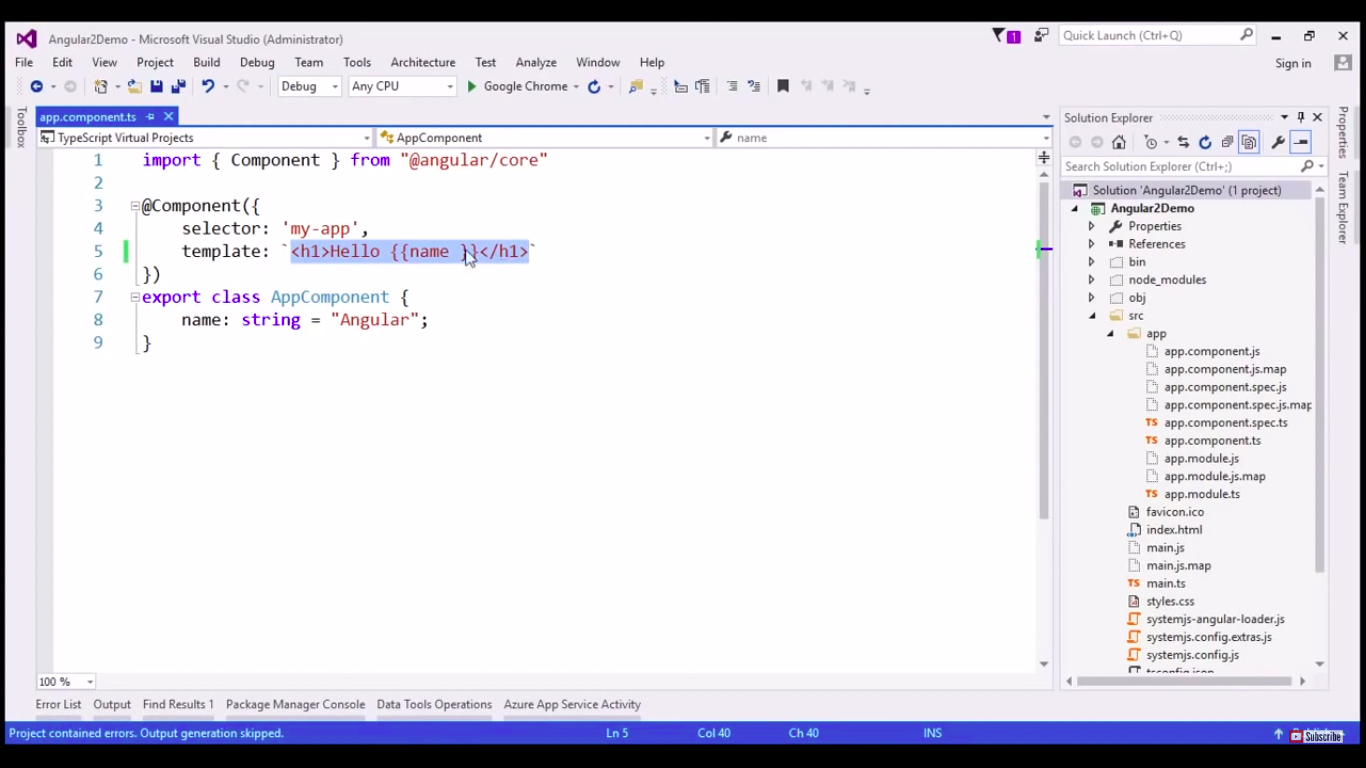 Angular2Demo - Microsoft Visual Studio (Administrator)
1
Quick Launch (Ctrl+Q)
File Edit View Project Build Debug Team Tools Architecture Test Analyze Window Help
Sign in
Debug Any CPU Google Chrome
Toolbox
app.component.ts
TypeScript Virtual Projects AppComponent name
1 import { Component } from "@angular/core"
2
3 @Component({
4 selector: 'my-app',
5 template: `<h1>Hello {{name }}</h1>`
6 })
7 export class AppComponent {
8 name: string = "Angular";
9 }
100 %
Solution Explorer
Search Solution Explorer (Ctrl+;)
Solution 'Angular2Demo' (1 project)
Angular2Demo
Properties
References
bin
node_modules
obj
src
app
app.component.js
app.component.js.map
app.component.spec.js
app.component.spec.js.map
TS app.component.spec.ts
TS app.component.ts
app.module.js
app.module.js.map
TS app.module.ts
favicon.ico
index.html
main.js
main.js.map
TS main.ts
styles.css
systemjs-angular-loader.js
systemjs.config.extras.js
systemjs.config.js
Properties
Team Explorer
Error List Output Find Results 1 Package Manager Console Data Tools Operations Azure App Service Activity
Project contained errors. Output generation skipped. Ln 5 Col 40 Ch 40 INS
Subscribe